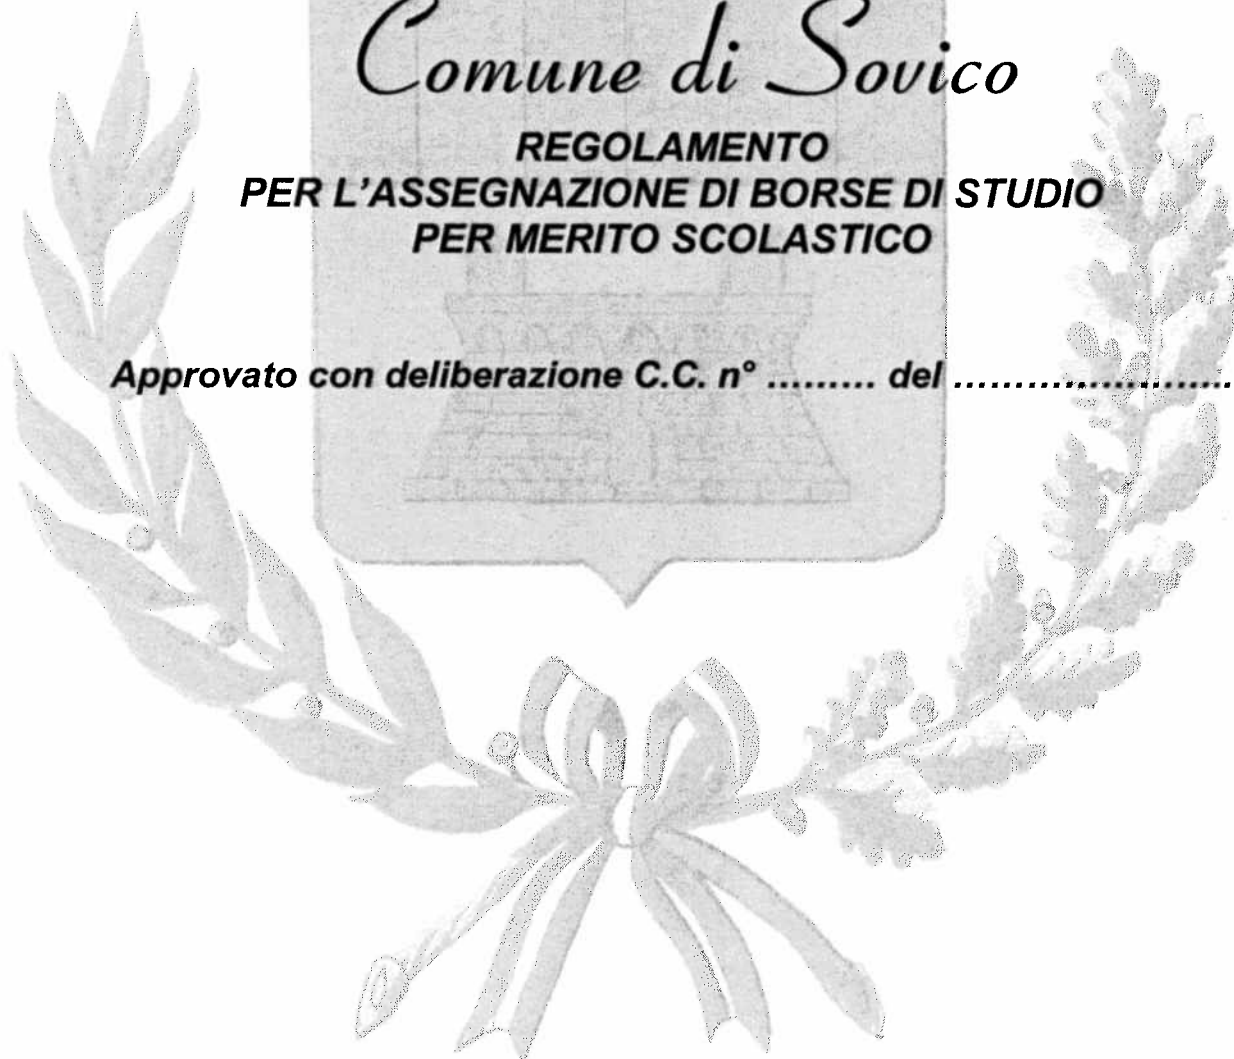 Comune di Sovico
REGOLAMENTO
PER L'ASSEGNAZIONE DI BORSE DI STUDIO
PER MERITO SCOLASTICO
Approvato con deliberazione C.C. n° ......... del .......................